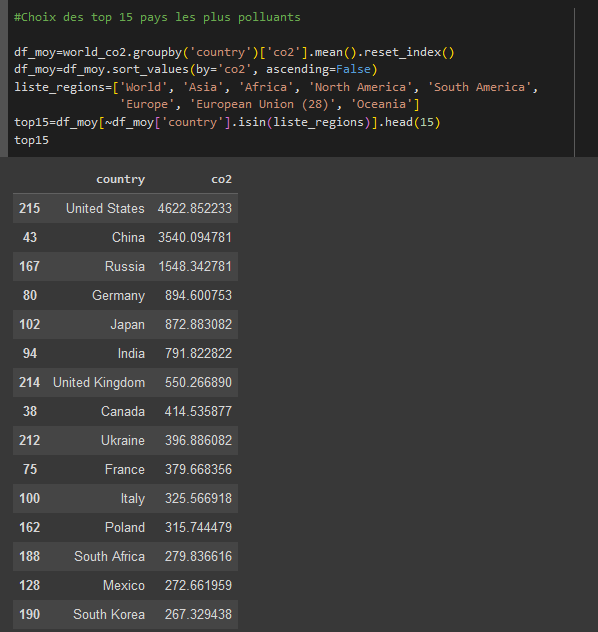 #Choix des top 15 pays les plus polluants
df_moy=world_co2.groupby('country')['co2'].mean().reset_index()
df_moy=df_moy.sort_values(by='co2', ascending=False)
liste_regions=['World', 'Asia', 'Africa', 'North America', 'South America',
'Europe', 'European Union (28)', 'Oceania']
top15=df_moy[~df_moy['country'].isin(liste_regions)].head(15)
top15
country co2
215 United States 4622.852233
43 China 3540.094781
167 Russia 1548.342781
80 Germany 894.600753
102 Japan 872.883082
94 India 791.822822
214 United Kingdom 550.266890
38 Canada 414.535877
212 Ukraine 396.886082
75 France 379.668356
100 Italy 325.566918
162 Poland 315.744479
188 South Africa 279.836616
128 Mexico 272.661959
190 South Korea 267.329438